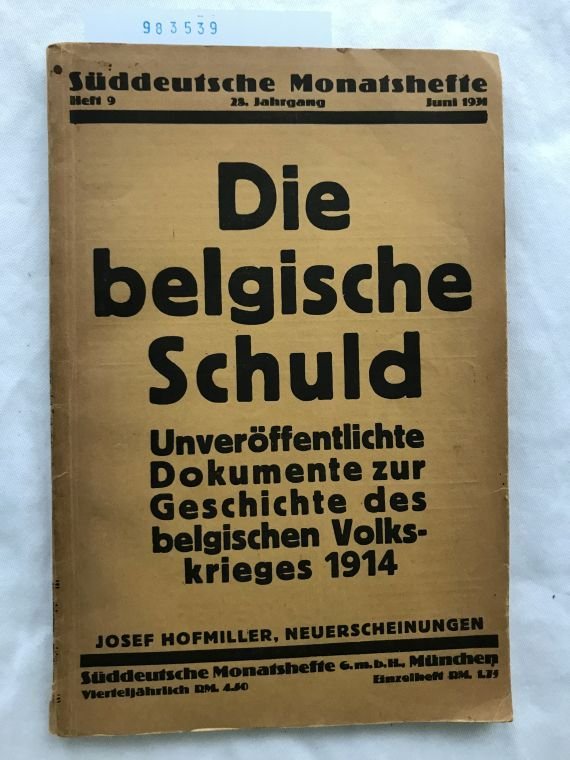 983539
Süddeutsche Monatshefte
Heft 9 28. Jahrgang Juni 1931
Die
belgische
Schuld
Unveröffentlichte
Dokumente zur
Geschichte des
belgischen Volks-
krieges 1914
JOSEF HOFMILLER, NEUERSCHEINUNGEN
Süddeutsche Monatshefte G.m.b.H., München
Vierteljährlich RM. 4.50 Einzelheft RM. 1.75